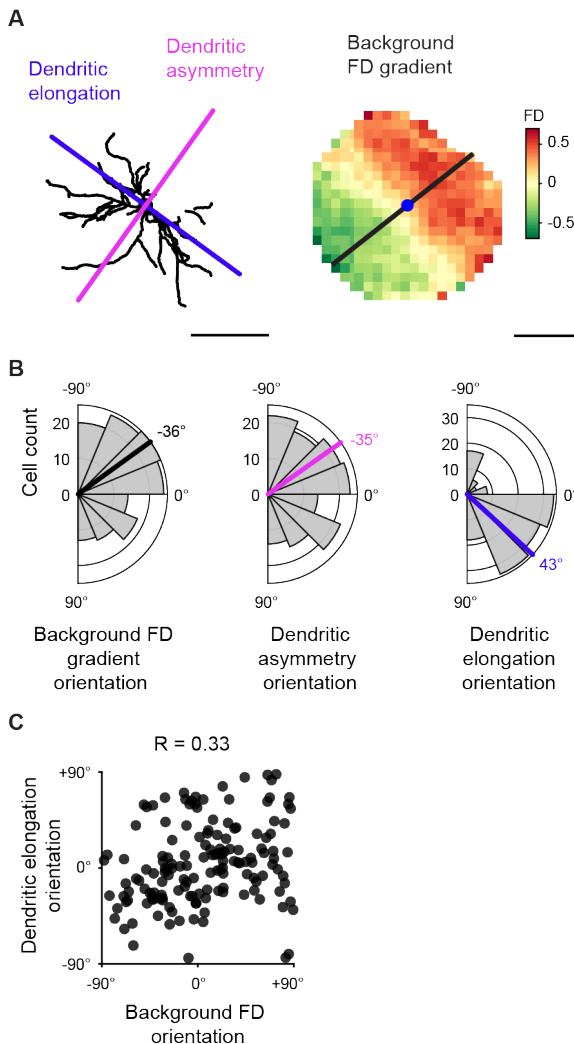 A
Dendritic
asymmetry
Background
FD gradient
Dendritic
elongation
FD
0.5
0
-0.5
B
-90°
-90°
-90°
Cell count
20
10
0
-36°
0°
90°
20
10
0
-35°
0°
90°
30
20
10
0
0°
43°
90°
Background FD
gradient
orientation
Dendritic
asymmetry
orientation
Dendritic
elongation
orientation
C
R = 0.33
Dendritic elongation
orientation
+90°
0°
-90°
-90°
0°
+90°
Background FD
orientation